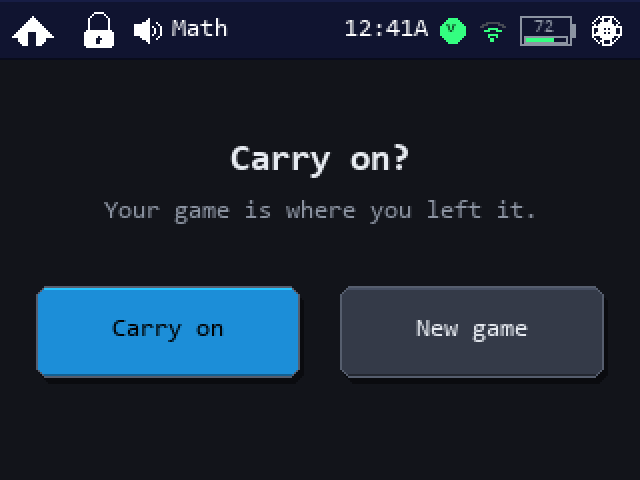 Math 12:41A 72
Carry on?
Your game is where you left it.
Carry on
New game